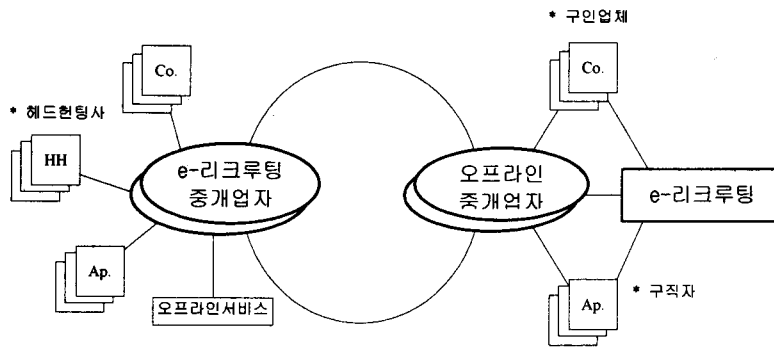 * 구인업체
Co.
Co.
* 헤드헌팅사
HH
e-리크루팅
중개업자
오프라인
중개업자
e-리크루팅
Ap.
오프라인서비스
* 구직자
Ap.